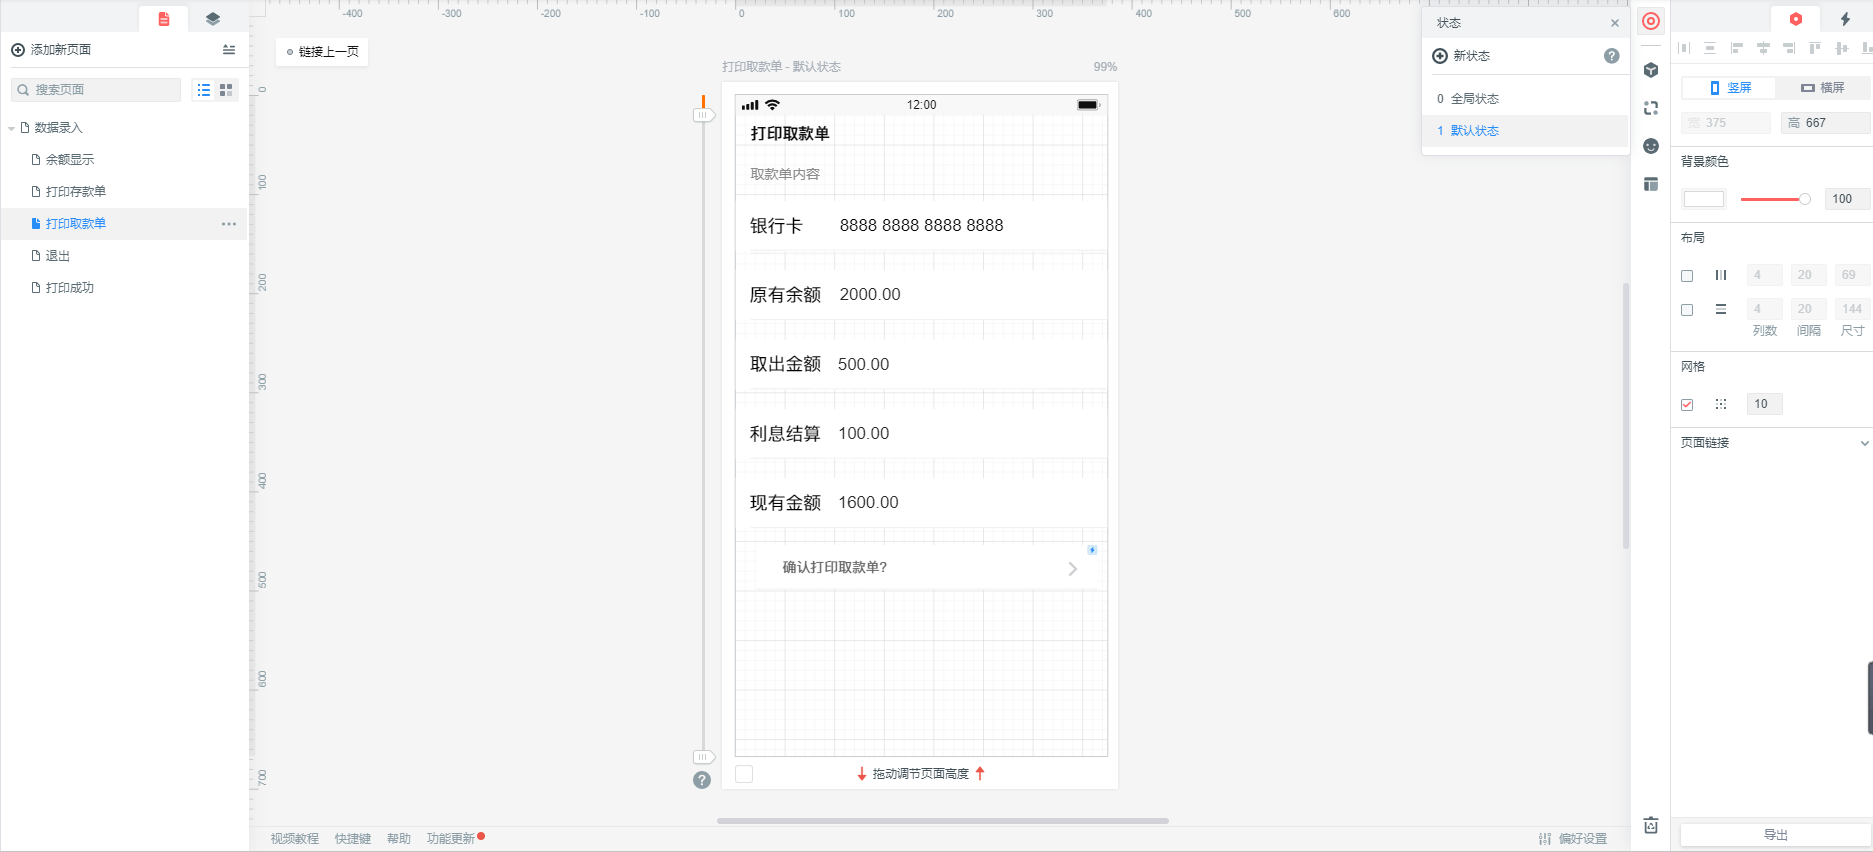 添加新页面
搜索页面
数据录入
余额显示
打印存款单
打印取款单
退出
打印成功
-400 -300 -200 -100 0 100 200 300 400 500 600
0
100
200
300
400
500
600
700
链接上一页
打印取款单 - 默认状态 99%
12:00
打印取款单
取款单内容
银行卡 8888 8888 8888 8888
原有余额 2000.00
取出金额 500.00
利息结算 100.00
现有金额 1600.00
确认打印取款单?
拖动调节页面高度
?
视频教程 快捷键 帮助 功能更新
偏好设置
状态 ×
新状态 ?
0 全局状态
1 默认状态
竖屏 横屏
宽 375 高 667
背景颜色
100
布局
4 20 69
4 20 144
列数 间隔 尺寸
网格
10
页面链接
导出